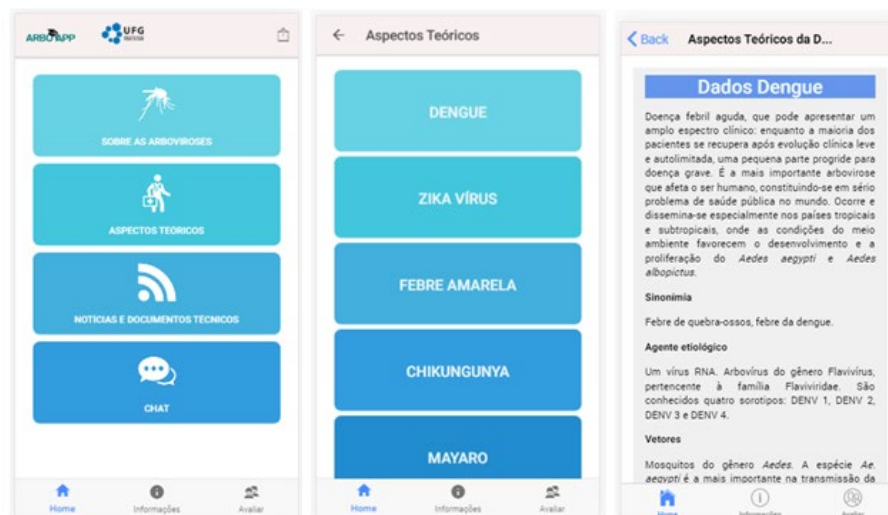 ARBOAPP
UFG
SOBRE AS ARBOVIROSES
ASPECTOS TEÓRICOS
NOTÍCIAS E DOCUMENTOS TÉCNICOS
CHAT
Home
Informações
Avaliar
Aspectos Teóricos
DENGUE
ZIKA VÍRUS
FEBRE AMARELA
CHIKUNGUNYA
MAYARO
Home
Informações
Avaliar
Back Aspectos Teóricos da D...
Dados Dengue
Doença febril aguda, que pode apresentar um
amplo espectro clínico: enquanto a maioria dos
pacientes se recupera após evolução clínica leve
e autolimitada, uma pequena parte progride para
doença grave. É a mais importante arbovirose
que afeta o ser humano, constituindo-se em sério
problema de saúde pública no mundo. Ocorre e
dissemina-se especialmente nos países tropicais
e subtropicais, onde as condições do meio
ambiente favorecem o desenvolvimento e a
proliferação do Aedes aegypti e Aedes
albopictus.
Sinonímia
Febre de quebra-ossos, febre da dengue.
Agente etiológico
Um vírus RNA. Arbovírus do gênero Flavivírus,
pertencente à família Flaviviridae. São
conhecidos quatro sorotipos: DENV 1, DENV 2,
DENV 3 e DENV 4.
Vetores
Mosquitos do gênero Aedes. A espécie Ae.
aegypti é a mais importante na transmissão da
Home
Informações
Avaliar